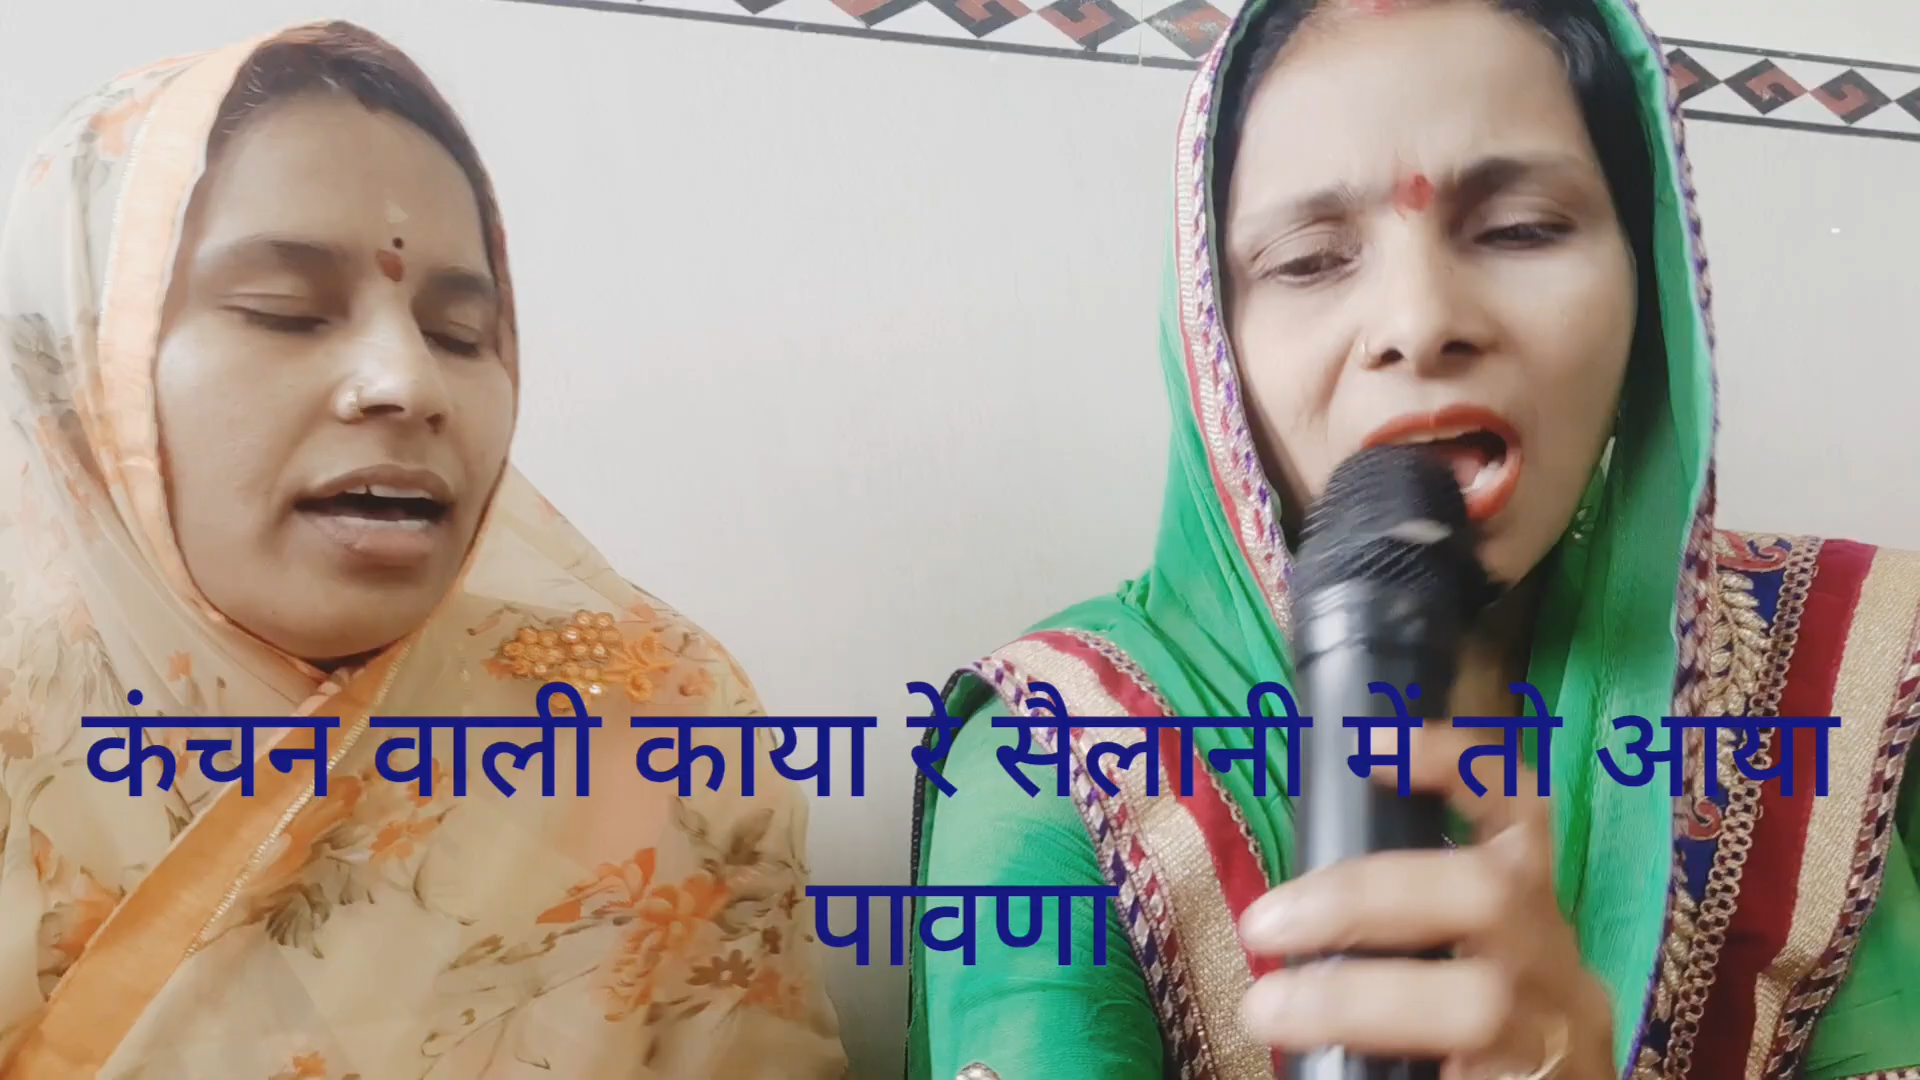 कंचन वाली काया रे सैलानी में तो आया
पावणा